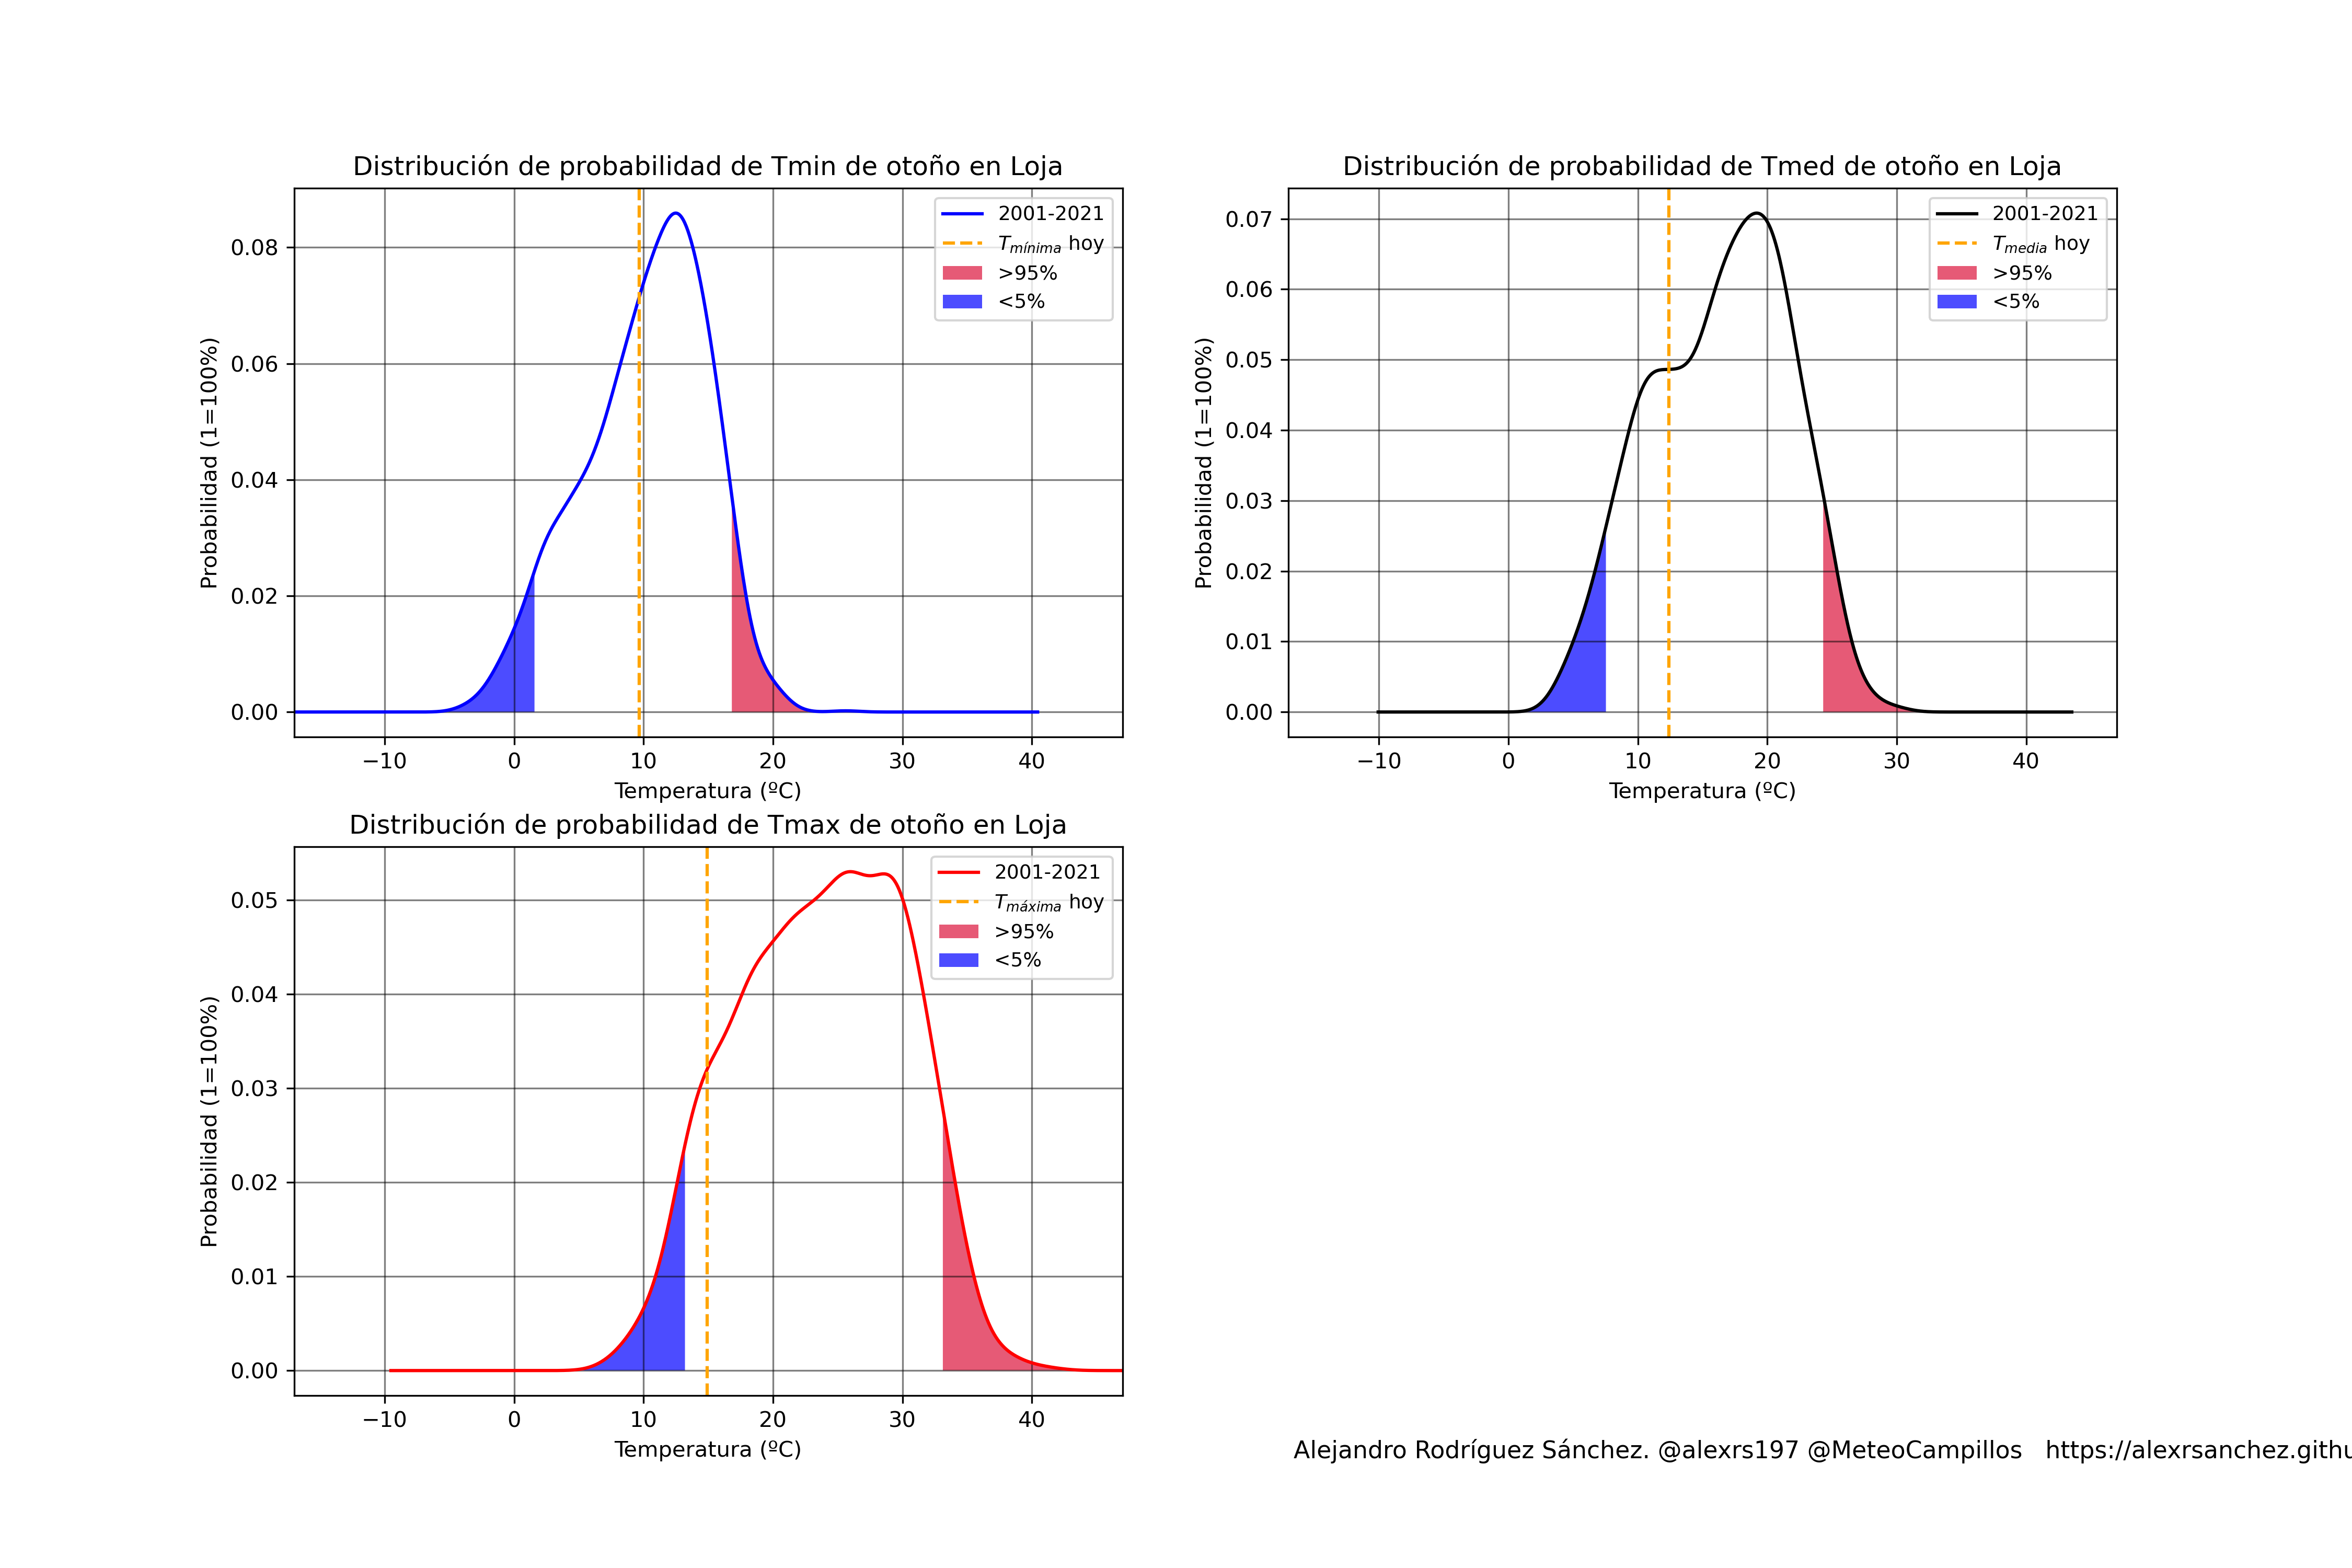 Distribución de probabilidad de Tmin de otoño en Loja
Probabilidad (1=100%)
0.08
0.06
0.04
0.02
0.00
2001-2021
Tmínima hoy
>95%
<5%
−10 0 10 20 30 40
Temperatura (ºC)
Distribución de probabilidad de Tmed de otoño en Loja
Probabilidad (1=100%)
0.07
0.06
0.05
0.04
0.03
0.02
0.01
0.00
2001-2021
Tmedia hoy
>95%
<5%
−10 0 10 20 30 40
Temperatura (ºC)
Distribución de probabilidad de Tmax de otoño en Loja
Probabilidad (1=100%)
0.05
0.04
0.03
0.02
0.01
0.00
2001-2021
Tmáxima hoy
>95%
<5%
−10 0 10 20 30 40
Temperatura (ºC)
Alejandro Rodríguez Sánchez. @alexrs197 @MeteoCampillos https://alexrsanchez.githu